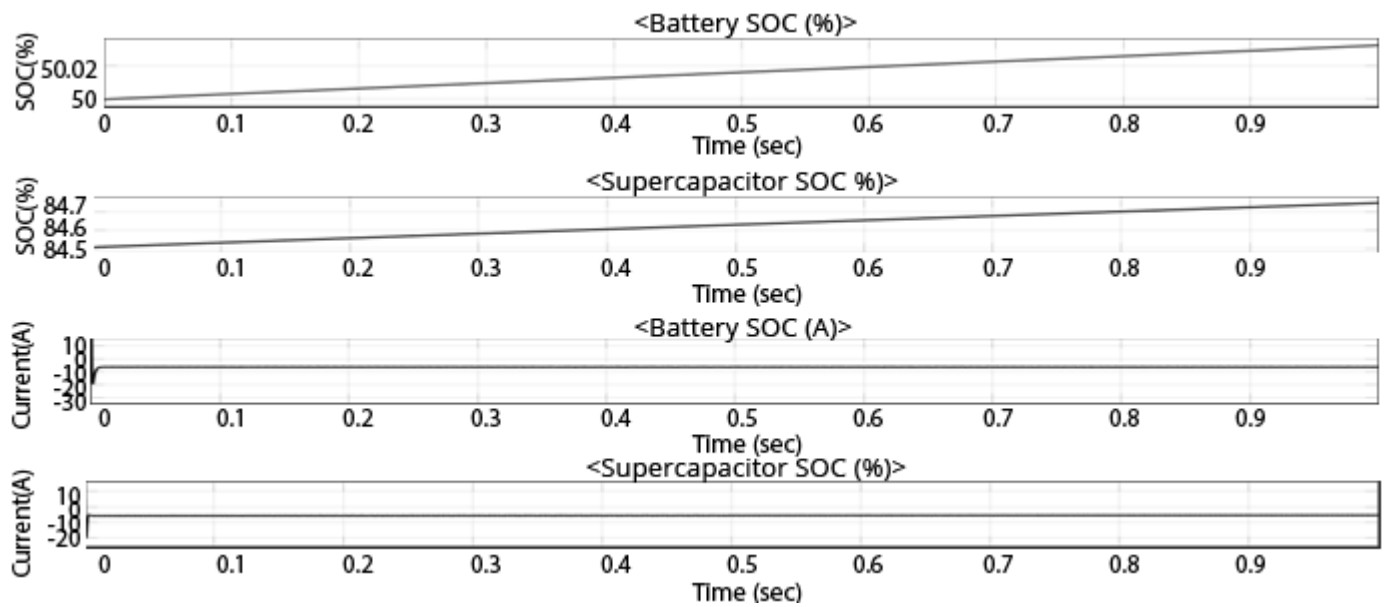 <Battery SOC (%)>
SOC(%)
50.02
50
0 0.1 0.2 0.3 0.4 0.5 0.6 0.7 0.8 0.9
Time (sec)
<Supercapacitor SOC %)>
SOC(%)
84.7
84.6
84.5
0 0.1 0.2 0.3 0.4 0.5 0.6 0.7 0.8 0.9
Time (sec)
<Battery SOC (A)>
Current(A)
10
0
-10
-20
-30
0 0.1 0.2 0.3 0.4 0.5 0.6 0.7 0.8 0.9
Time (sec)
<Supercapacitor SOC (%)>
Current(A)
10
0
-10
-20
0 0.1 0.2 0.3 0.4 0.5 0.6 0.7 0.8 0.9
Time (sec)